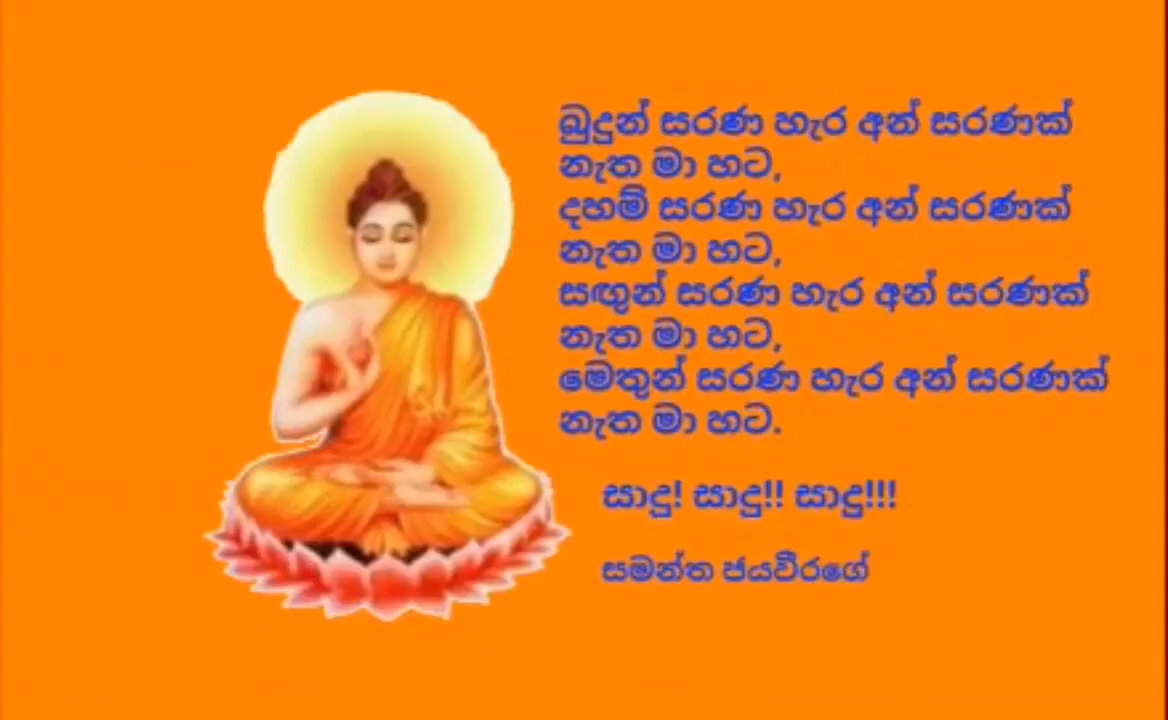 බුදුන් සරණ හැර අන් සරණක්
නැත මා හට,
දහම් සරණ හැර අන් සරණක්
නැත මා හට,
සඟුන් සරණ හැර අන් සරණක්
නැත මා හට,
මෙතුන් සරණ හැර අන් සරණක්
නැත මා හට.
සාදු! සාදු!! සාදු!!!
සමන්ත ජයවීරගේ